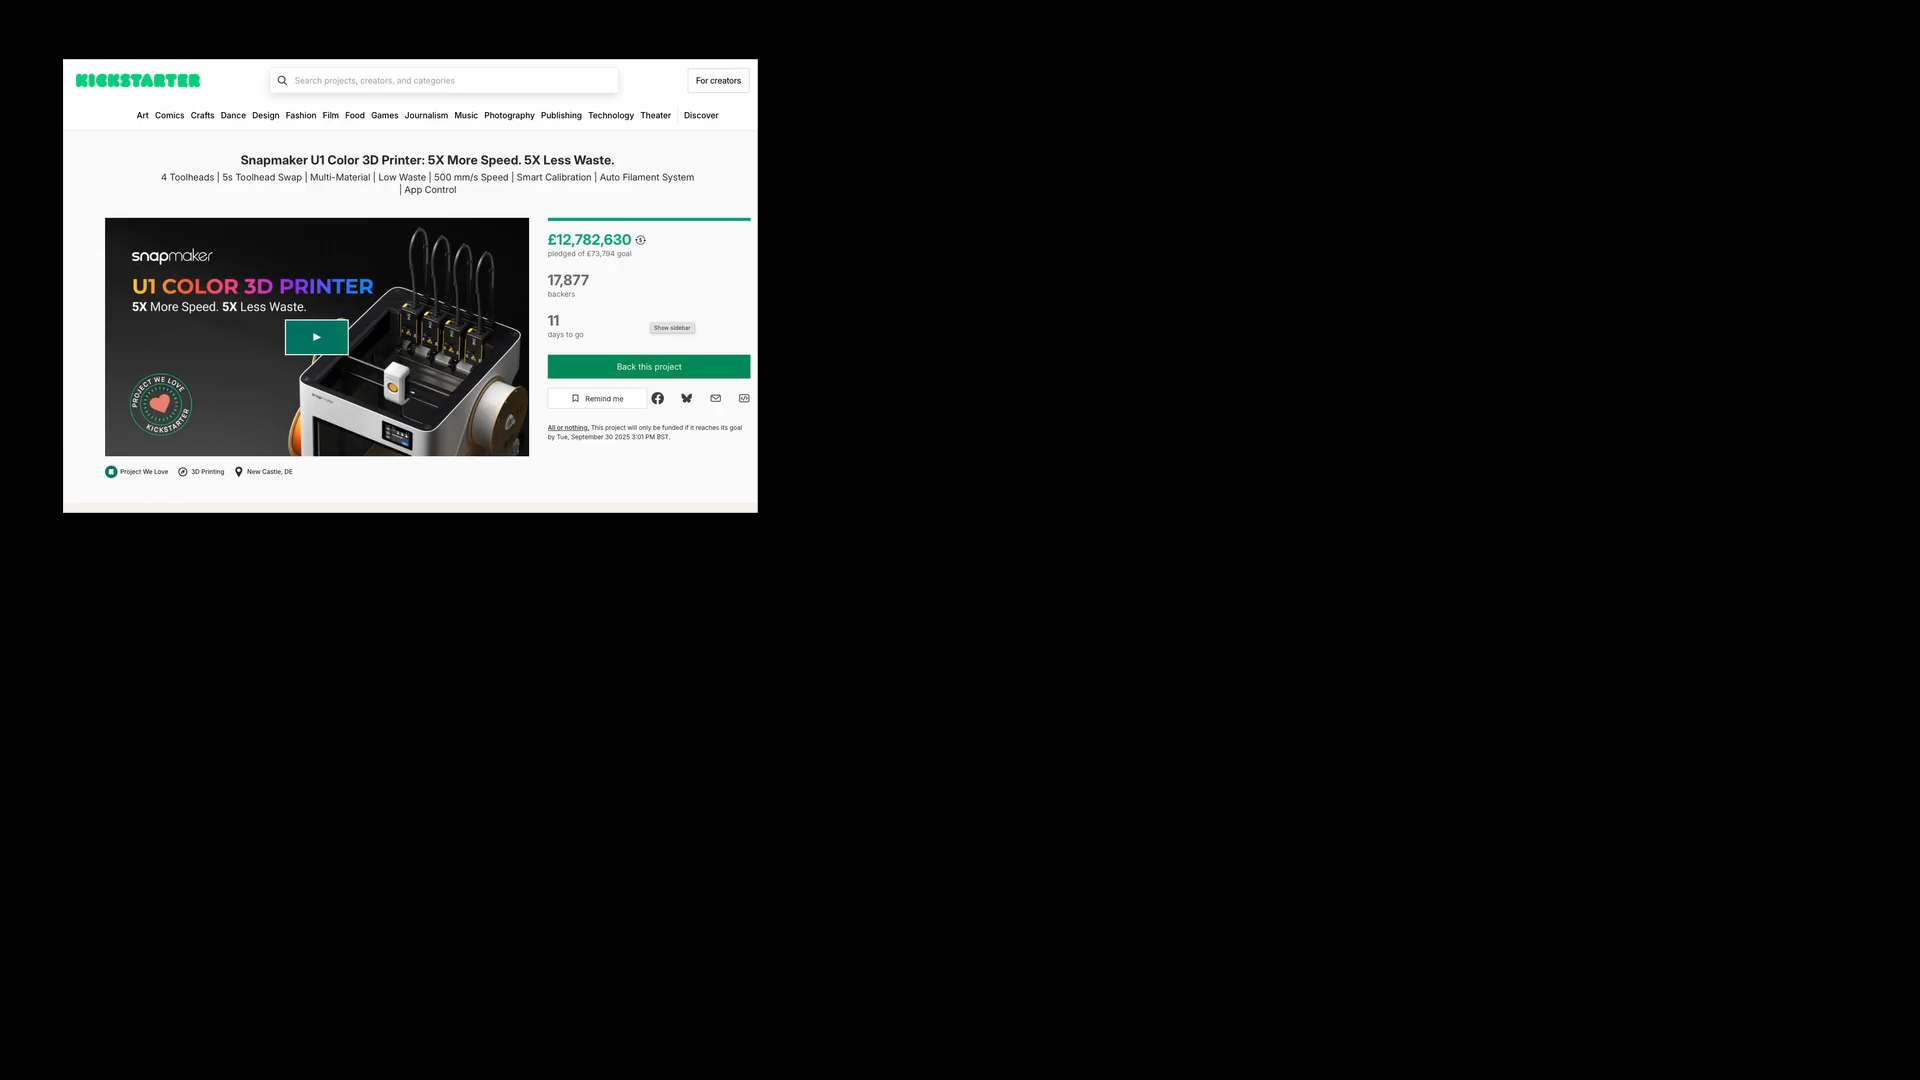 KICKSTARTER
Search projects, creators, and categories
For creators
Art Comics Crafts Dance Design Fashion Film Food Games Journalism Music Photography Publishing Technology Theater Discover
Snapmaker U1 Color 3D Printer: 5X More Speed. 5X Less Waste.
4 Toolheads | 5s Toolhead Swap | Multi-Material | Low Waste | 500 mm/s Speed | Smart Calibration | Auto Filament System
| App Control
snapmaker
U1 COLOR 3D PRINTER
5X More Speed. 5X Less Waste.
PROJECT WE LOVE
KICKSTARTER
£12,782,630
pledged of £73,794 goal
17,877
backers
11
days to go
Show sidebar
Back this project
Remind me
All or nothing. This project will only be funded if it reaches its goal
by Tue, September 30 2025 3:01 PM BST.
Project We Love 3D Printing New Castle, DE